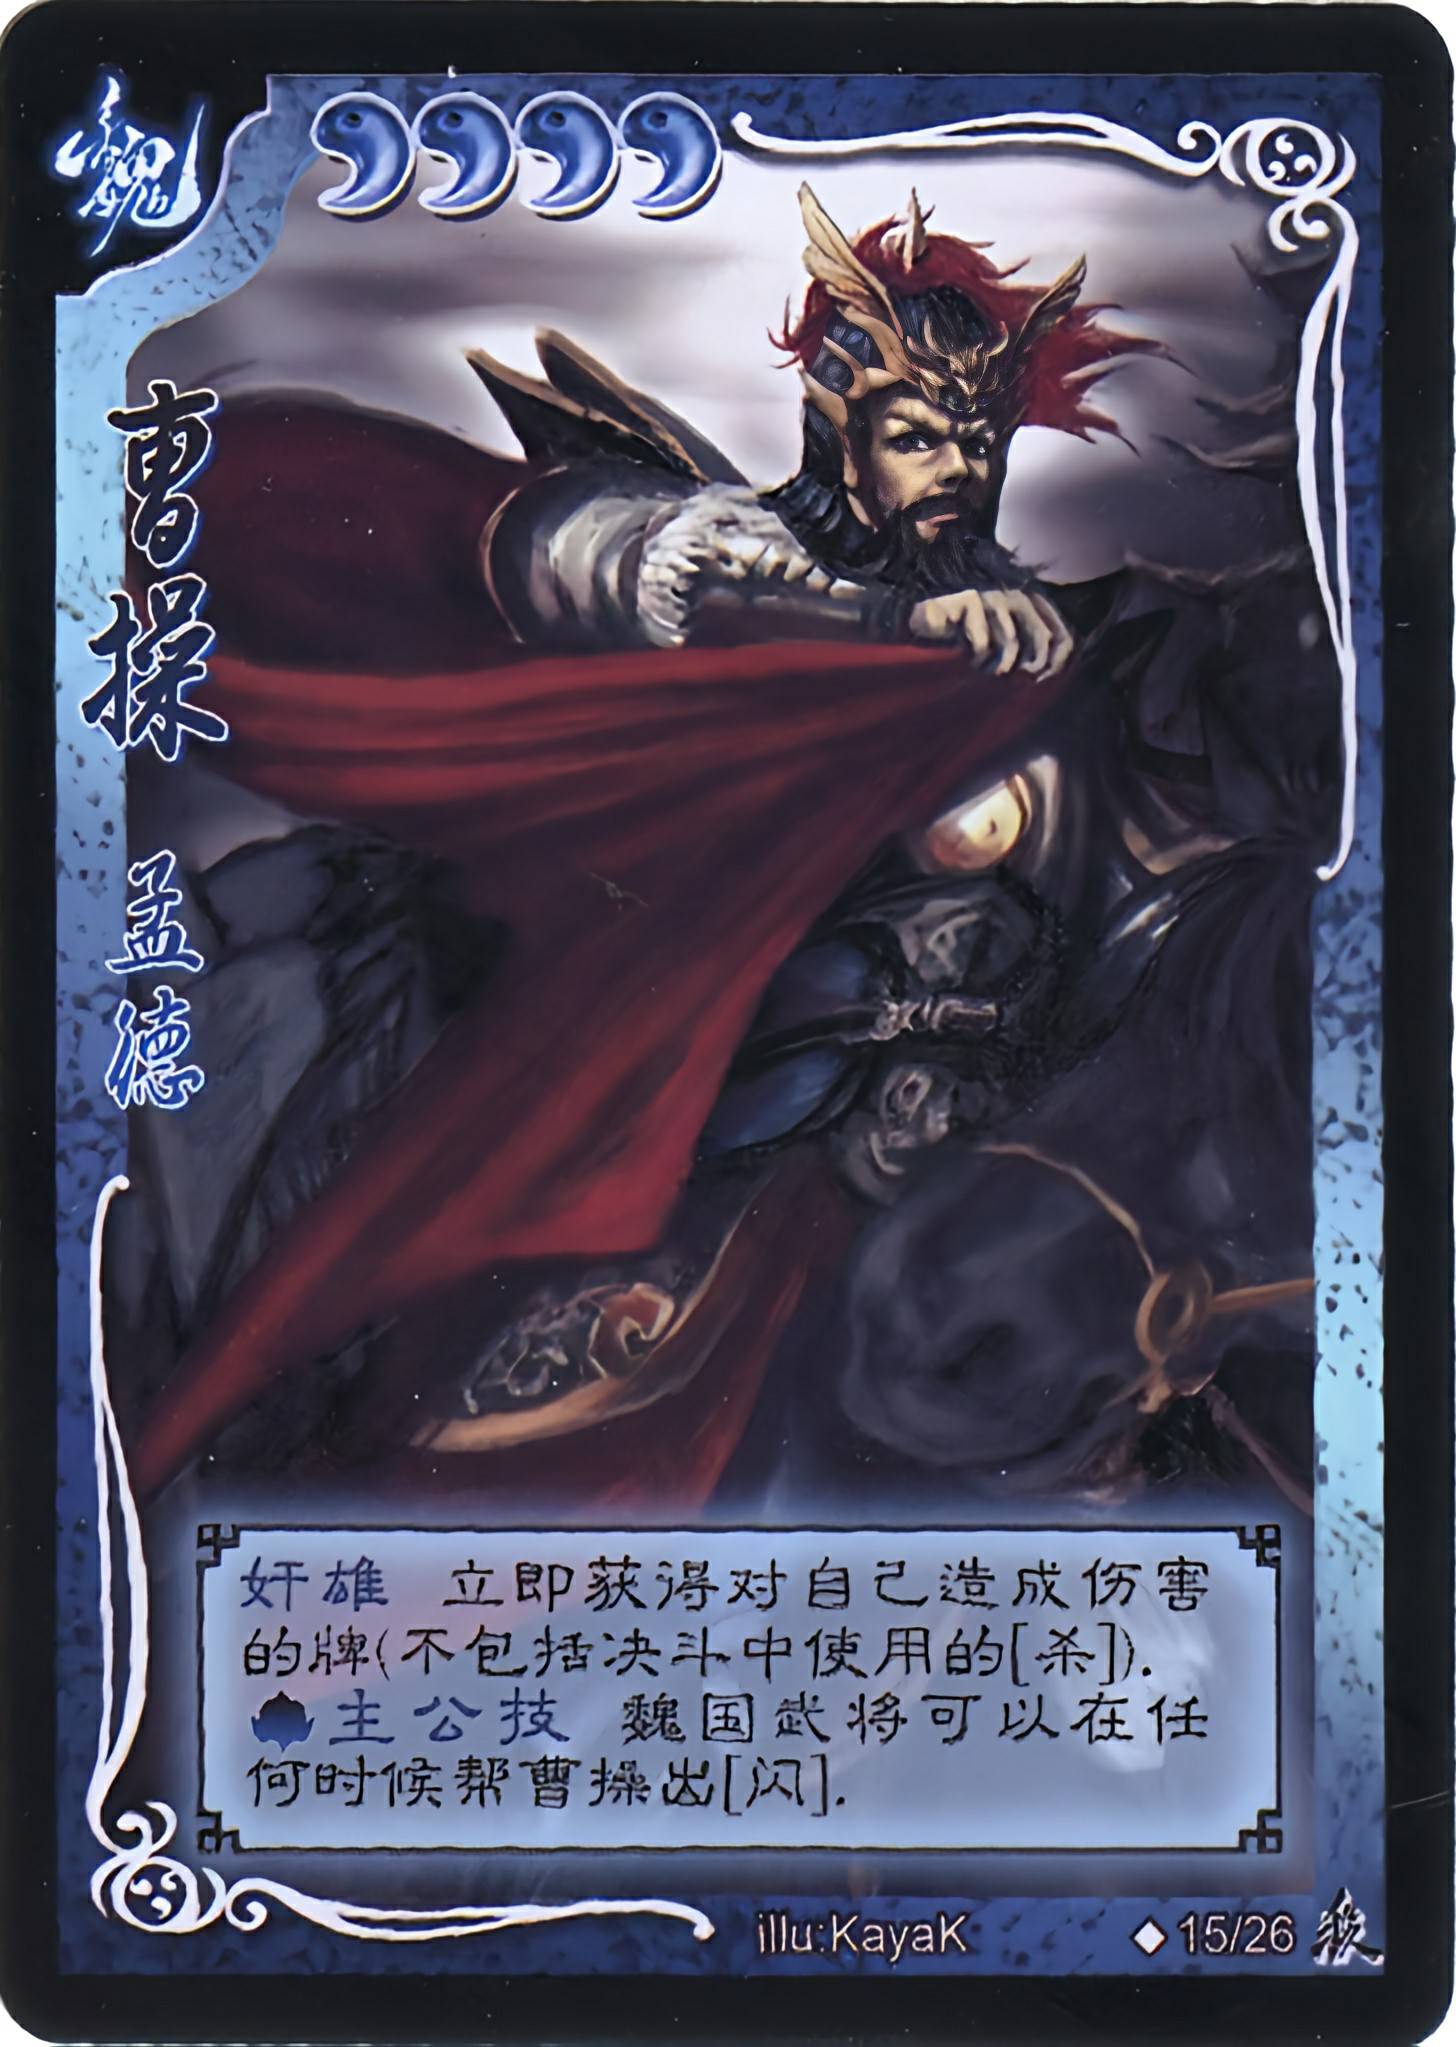 魏
曹操
孟德
奸雄 立即获得对自己造成伤害
的牌(不包括决斗中使用的[杀]).
主公技 魏国武将可以在任
何时候帮曹操出[闪].
illu:KayaK
◆15/26